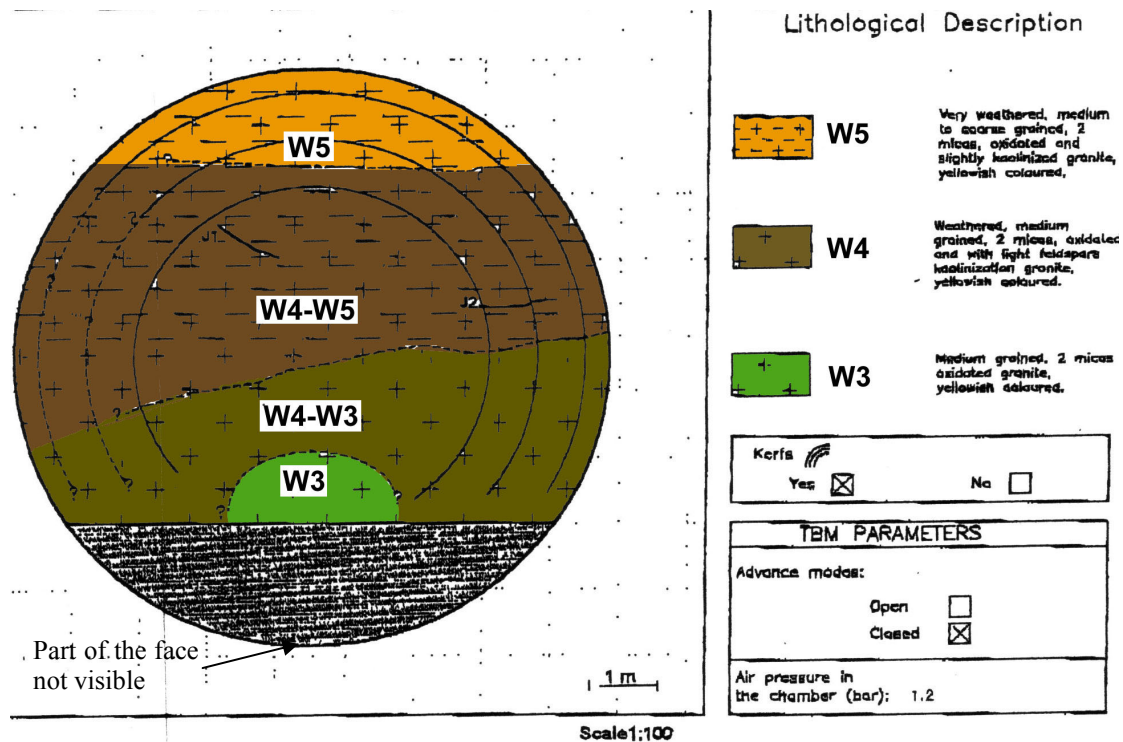 Lithological Description
W5
Very weathered, medium
to coarse grained, 2
micas, oxidated and
slightly kaolinized granite,
yellowish coloured.
W4
Weathered, medium
grained, 2 micas, oxidated
and with light feldspars
kaolinization granite,
yellowish coloured.
W3
Medium grained, 2 micas
oxidated granite,
yellowish coloured.
Kerfs
Yes
No
TBM PARAMETERS
Advance modes:
Open
Closed
Air pressure in
the chamber (bar): 1.2
W5
?
?
?
?
J1
W4-W5
J2
?
W4-W3
?
?
?
W3
?
?
Part of the face
not visible
1 m
Scale1:100